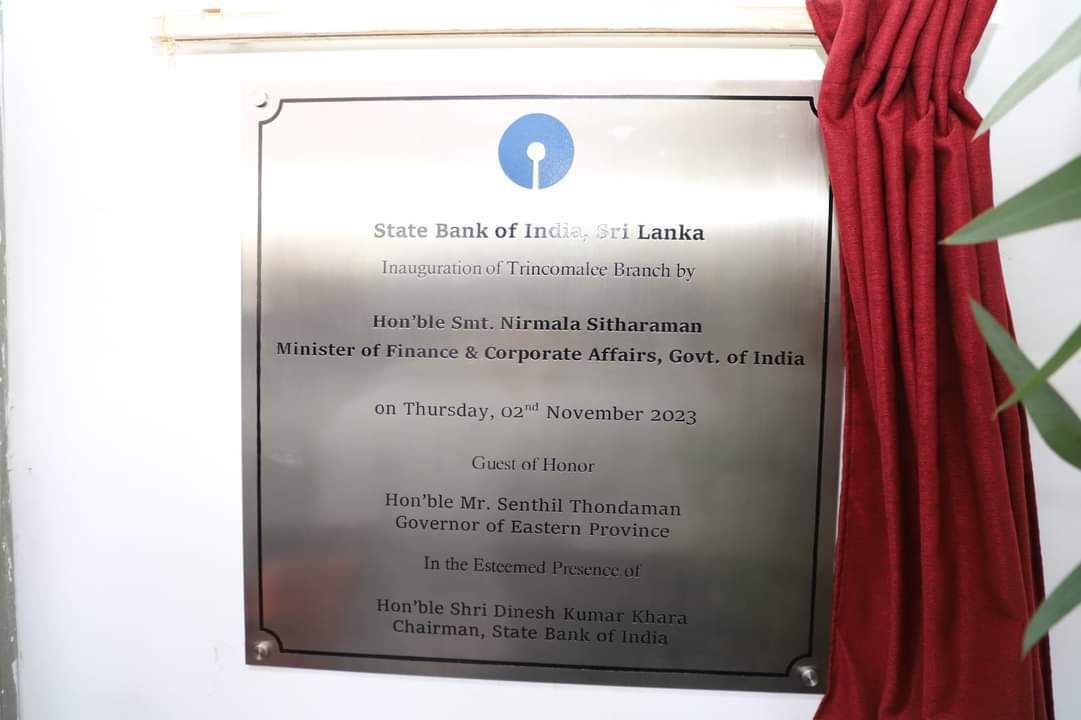 State Bank of India, Sri Lanka
Inauguration of Trincomalee Branch by
Hon'ble Smt. Nirmala Sitharaman
Minister of Finance & Corporate Affairs, Govt. of India
on Thursday, 02nd November 2023
Guest of Honor
Hon'ble Mr. Senthil Thondaman
Governor of Eastern Province
In the Esteemed Presence of
Hon'ble Shri Dinesh Kumar Khara
Chairman, State Bank of India